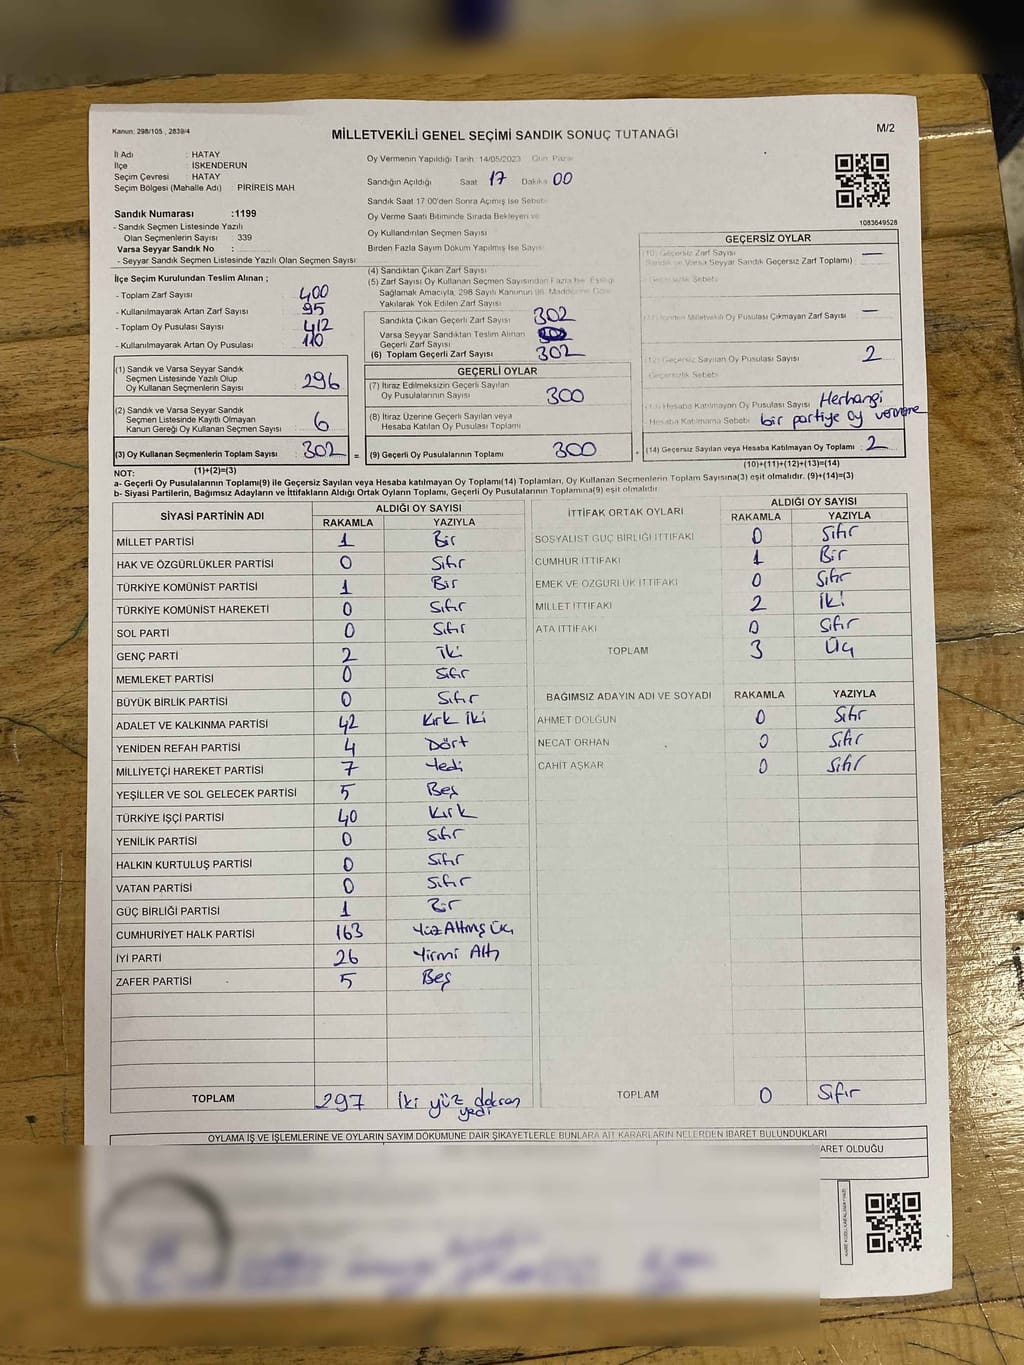 Kanun: 298/105 , 2839/4
MİLLETVEKİLİ GENEL SEÇİMİ SANDIK SONUÇ TUTANAĞI
M/2
İl Adı : HATAY
İlçe : İSKENDERUN
Seçim Çevresi : HATAY
Seçim Bölgesi (Mahalle Adı) : PİRİREİS MAH
Sandık Numarası :1199
- Sandık Seçmen Listesinde Yazılı
Olan Seçmenlerin Sayısı : 339
Varsa Seyyar Sandık No :
- Seyyar Sandık Seçmen Listesinde Yazılı Olan Seçmen Sayısı
Oy Vermenin Yapıldığı Tarih: 14/05/2023 Gün: Pazar
Sandığın Açıldığı Saat 17 Dakika 00
Sandık Saat 17:00'den Sonra Açılmış İse Sebebi
Oy Verme Saati Bitiminde Sırada Bekleyen ve
Oy Kullandırılan Seçmen Sayısı
Birden Fazla Sayım Döküm Yapılmış İse Sayısı
1083649528
İlçe Seçim Kurulundan Teslim Alınan ;
- Toplam Zarf Sayısı : 400
- Kullanılmayarak Artan Zarf Sayısı : 95
- Toplam Oy Pusulası Sayısı : 412
- Kullanılmayarak Artan Oy Pusulası : 110
(4) Sandıktan Çıkan Zarf Sayısı
(5) Zarf Sayısı Oy Kullanan Seçmen Sayısından Fazla İse, Eşitliği
Sağlamak Amacıyla, 298 Sayılı Kanunun 98. Maddesine Göre
Yakılarak Yok Edilen Zarf Sayısı
Sandıkta Çıkan Geçerli Zarf Sayısı : 302
Varsa Seyyar Sandıktan Teslim Alınan
Geçerli Zarf Sayısı
(6) Toplam Geçerli Zarf Sayısı : 302
GEÇERSİZ OYLAR
(10) Geçersiz Zarf Sayısı —
Sandık ve Varsa Seyyar Sandık Geçersiz Zarf Toplamı) :
Geçersizlik Sebebi
(11) İçinden Milletvekili Oy Pusulası Çıkmayan Zarf Sayısı —
(12) Geçersiz Sayılan Oy Pusulası Sayısı 2
Geçersizlik Sebebi
(13) Hesaba Katılmayan Oy Pusulası Sayısı Herhangi
Hesaba Katılmama Sebebi bir partiye oy vermeme
(14) Geçersiz Sayılan veya Hesaba Katılmayan Oy Toplamı : 2
(10)+(11)+(12)+(13)=(14)
(1) Sandık ve Varsa Seyyar Sandık
Seçmen Listesinde Yazılı Olup
Oy Kullanan Seçmenlerin Sayısı : 296
(2) Sandık ve Varsa Seyyar Sandık
Seçmen Listesinde Kayıtlı Olmayan
Kanun Gereği Oy Kullanan Seçmen Sayısı : 6
(3) Oy Kullanan Seçmenlerin Toplam Sayısı : 302
(1)+(2)=(3)
GEÇERLİ OYLAR
(7) İtiraz Edilmeksizin Geçerli Sayılan
Oy Pusulalarının Sayısı : 300
(8) İtiraz Üzerine Geçerli Sayılan veya
Hesaba Katılan Oy Pusulası Toplamı
= (9) Geçerli Oy Pusulalarının Toplamı : 300 +
NOT:
a- Geçerli Oy Pusulasının Toplamı(9) ile Geçersiz Sayılan veya Hesaba katılmayan Oy Toplamı(14) Toplamları, Oy Kullanan Seçmenlerin Toplam Sayısına(3) eşit olmalıdır. (9)+(14)=(3)
b- Siyasi Partilerin, Bağımsız Adayların ve İttifakların Aldığı Ortak Oyların Toplamı, Geçerli Oy Pusulalarının Toplamına(9) eşit olmalıdır.
SİYASİ PARTİNİN ADI ALDIĞI OY SAYISI
RAKAMLA YAZIYLA
MİLLET PARTİSİ 1 Bir
HAK VE ÖZGÜRLÜKLER PARTİSİ 0 Sıfır
TÜRKİYE KOMÜNİST PARTİSİ 1 Bir
TÜRKİYE KOMÜNİST HAREKETİ 0 Sıfır
SOL PARTİ 0 Sıfır
GENÇ PARTİ 2 İki
MEMLEKET PARTİSİ 0 Sıfır
BÜYÜK BİRLİK PARTİSİ 0 Sıfır
ADALET VE KALKINMA PARTİSİ 42 Kırk İki
YENİDEN REFAH PARTİSİ 4 Dört
MİLLİYETÇİ HAREKET PARTİSİ 7 Yedi
YEŞİLLER VE SOL GELECEK PARTİSİ 5 Beş
TÜRKİYE İŞÇİ PARTİSİ 40 Kırk
YENİLİK PARTİSİ 0 Sıfır
HALKIN KURTULUŞ PARTİSİ 0 Sıfır
VATAN PARTİSİ 0 Sıfır
GÜÇ BİRLİĞİ PARTİSİ 1 Bir
CUMHURİYET HALK PARTİSİ 163 Yüz Altmış Üç
İYİ PARTİ 26 Yirmi Altı
ZAFER PARTİSİ 5 Beş
TOPLAM 297 İki yüz doksan yedi
İTTİFAK ORTAK OYLARI ALDIĞI OY SAYISI
RAKAMLA YAZIYLA
SOSYALİST GÜÇ BİRLİĞİ İTTİFAKI 0 Sıfır
CUMHUR İTTİFAKI 1 Bir
EMEK VE ÖZGÜRLÜK İTTİFAKI 0 Sıfır
MİLLET İTTİFAKI 2 İki
ATA İTTİFAKI 0 Sıfır
TOPLAM 3 Üç
BAĞIMSIZ ADAYIN ADI VE SOYADI RAKAMLA YAZIYLA
AHMET DOLGUN 0 Sıfır
NECAT ORHAN 0 Sıfır
CAHİT AŞKAR 0 Sıfır
TOPLAM 0 Sıfır
OYLAMA İŞ VE İŞLEMLERİNE VE OYLARIN SAYIM DÖKÜMÜNE DAİR ŞİKAYETLERLE BUNLARA AİT KARARLARIN NELERDEN İBARET BULUNDUKLARI
İBARET OLDUĞU